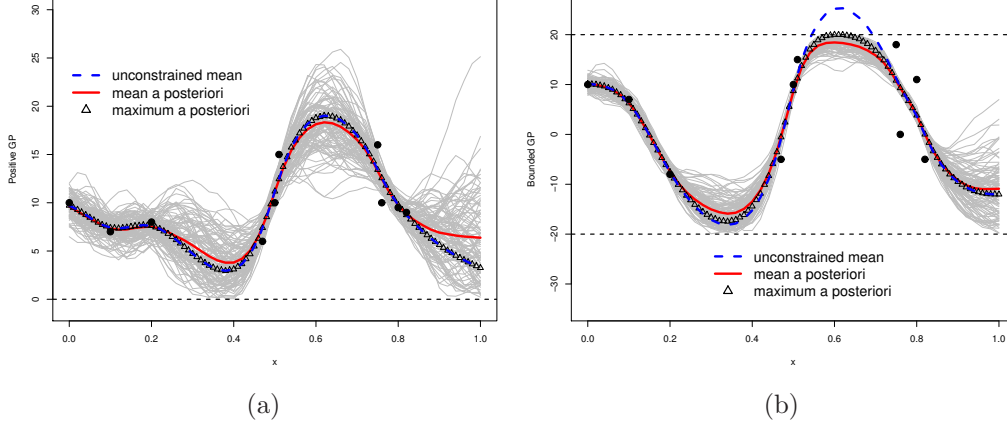 30
25
20
15
10
5
0
Positive GP
unconstrained mean
mean a posteriori
maximum a posteriori
0.0 0.2 0.4 0.6 0.8 1.0
x
(a)
20
10
0
−10
−20
−30
Bounded GP
unconstrained mean
mean a posteriori
maximum a posteriori
0.0 0.2 0.4 0.6 0.8 1.0
x
(b)